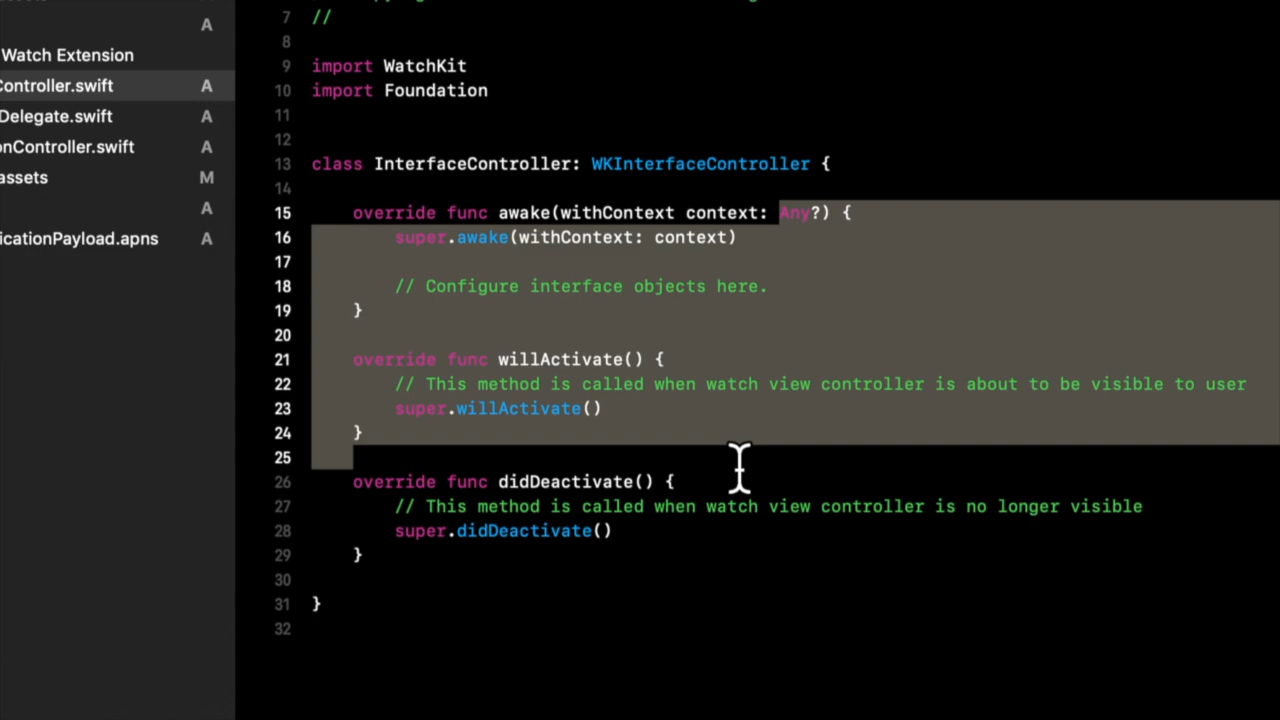 A
Watch Extension
Controller.swift A
Delegate.swift A
onController.swift A
assets M
A
icationPayload.apns A
7 //
8
9 import WatchKit
10 import Foundation
11
12
13 class InterfaceController: WKInterfaceController {
14
15 override func awake(withContext context: Any?) {
16 super.awake(withContext: context)
17
18 // Configure interface objects here.
19 }
20
21 override func willActivate() {
22 // This method is called when watch view controller is about to be visible to user
23 super.willActivate()
24 }
25
26 override func didDeactivate() {
27 // This method is called when watch view controller is no longer visible
28 super.didDeactivate()
29 }
30
31 }
32